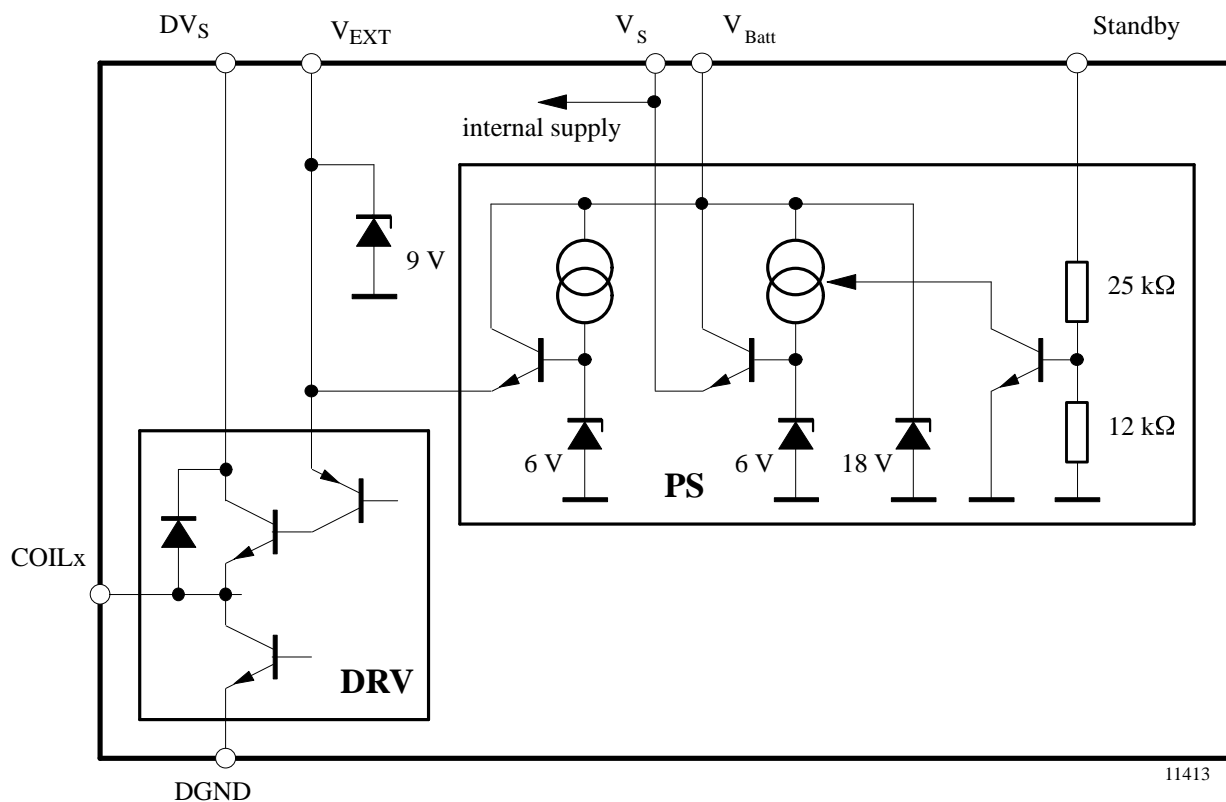 DVS
VEXT
VS
VBatt
Standby
internal supply
9 V
25 kΩ
12 kΩ
6 V
6 V
18 V
PS
COILx
DRV
DGND
11413